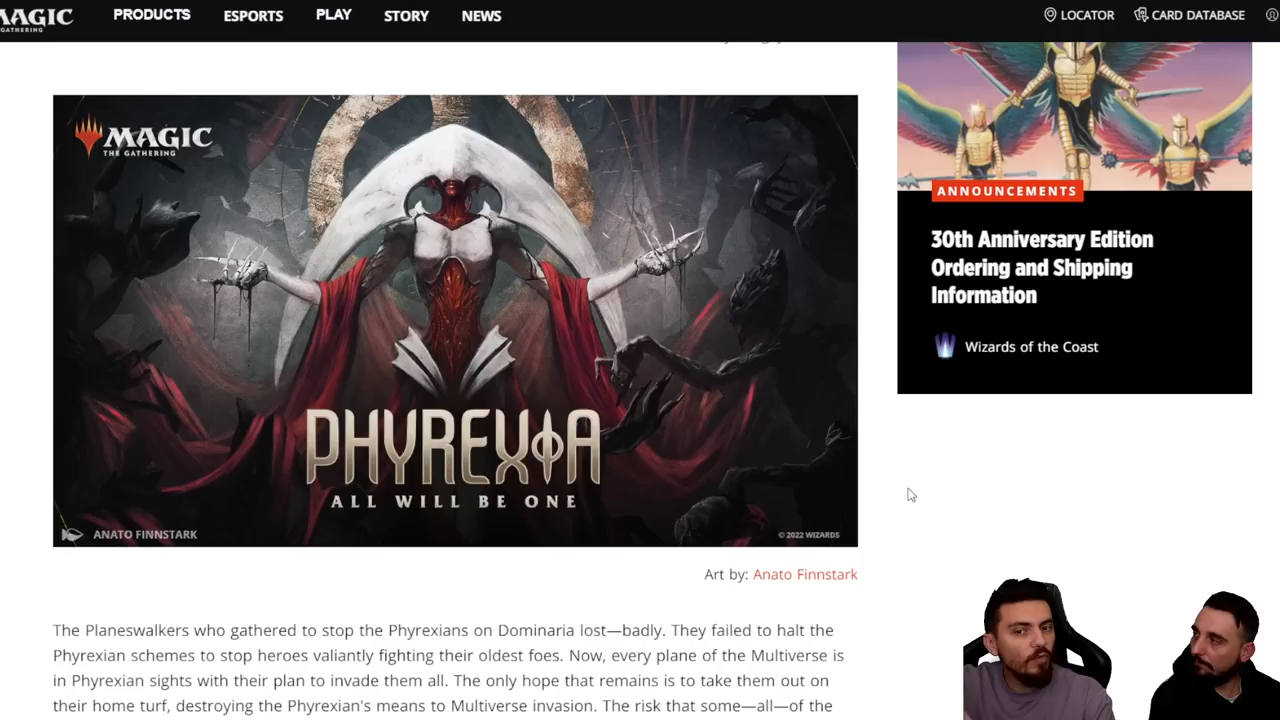 MAGIC
GATHERING
PRODUCTS
ESPORTS
PLAY
STORY
NEWS
LOCATOR
CARD DATABASE
MAGIC
THE GATHERING
PHYREXIA
ALL WILL BE ONE
ANATO FINNSTARK
© 2022 WIZARDS
Art by: Anato Finnstark
The Planeswalkers who gathered to stop the Phyrexians on Dominaria lost—badly. They failed to halt the
Phyrexian schemes to stop heroes valiantly fighting their oldest foes. Now, every plane of the Multiverse is
in Phyrexian sights with their plan to invade them all. The only hope that remains is to take them out on
their home turf, destroying the Phyrexian's means to Multiverse invasion. The risk that some—all—of the
ANNOUNCEMENTS
30th Anniversary Edition
Ordering and Shipping
Information
Wizards of the Coast